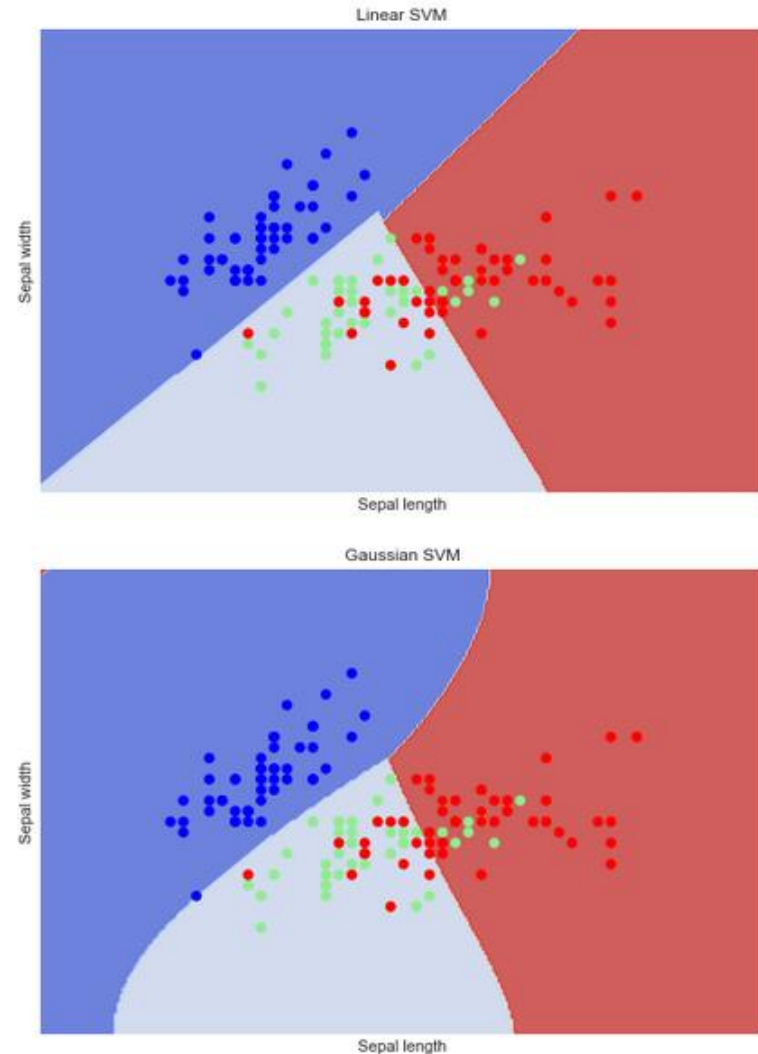 Linear SVM
Sepal width
Sepal length
Gaussian SVM
Sepal width
Sepal length